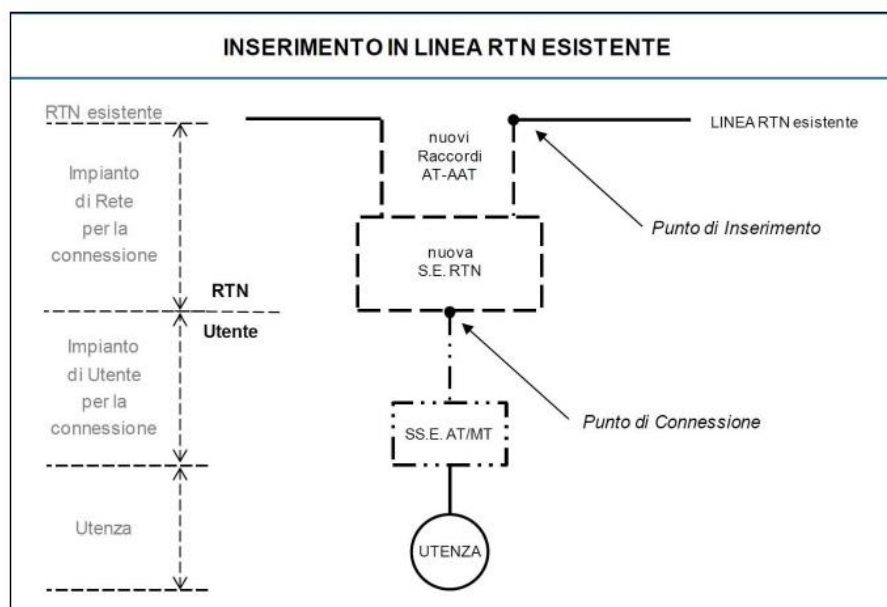 INSERIMENTO IN LINEA RTN ESISTENTE
RTN esistente
LINEA RTN esistente
nuovi
Raccordi
AT-AAT
Impianto
di Rete
per la
connessione
Punto di Inserimento
nuova
S.E. RTN
RTN
Utente
Impianto
di Utente
per la
connessione
SS.E. AT/MT
Punto di Connessione
Utenza
UTENZA